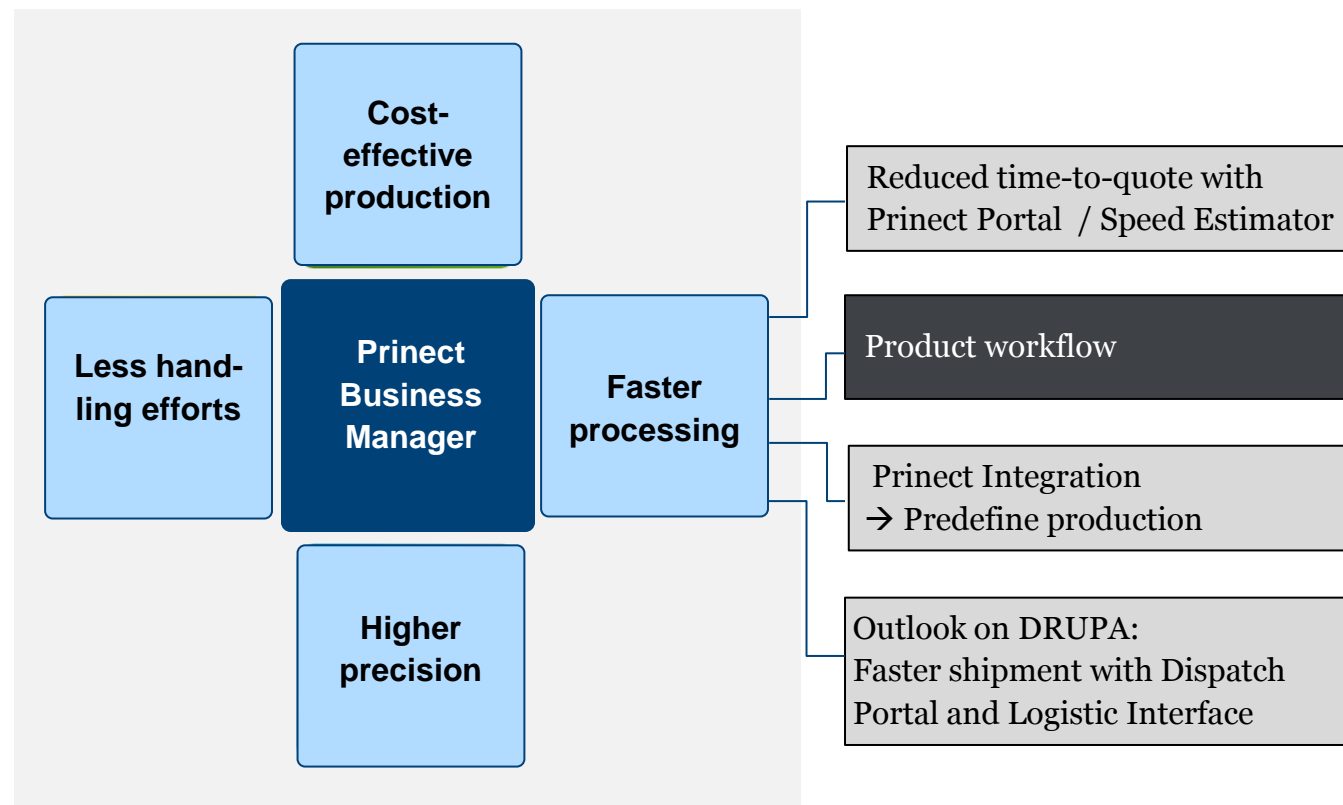 Cost-
effective
production
Less hand-
ling efforts
Prinect
Business
Manager
Faster
processing
Higher
precision
Reduced time-to-quote with
Prinect Portal / Speed Estimator
Product workflow
Prinect Integration
→ Predefine production
Outlook on DRUPA:
Faster shipment with Dispatch
Portal and Logistic Interface